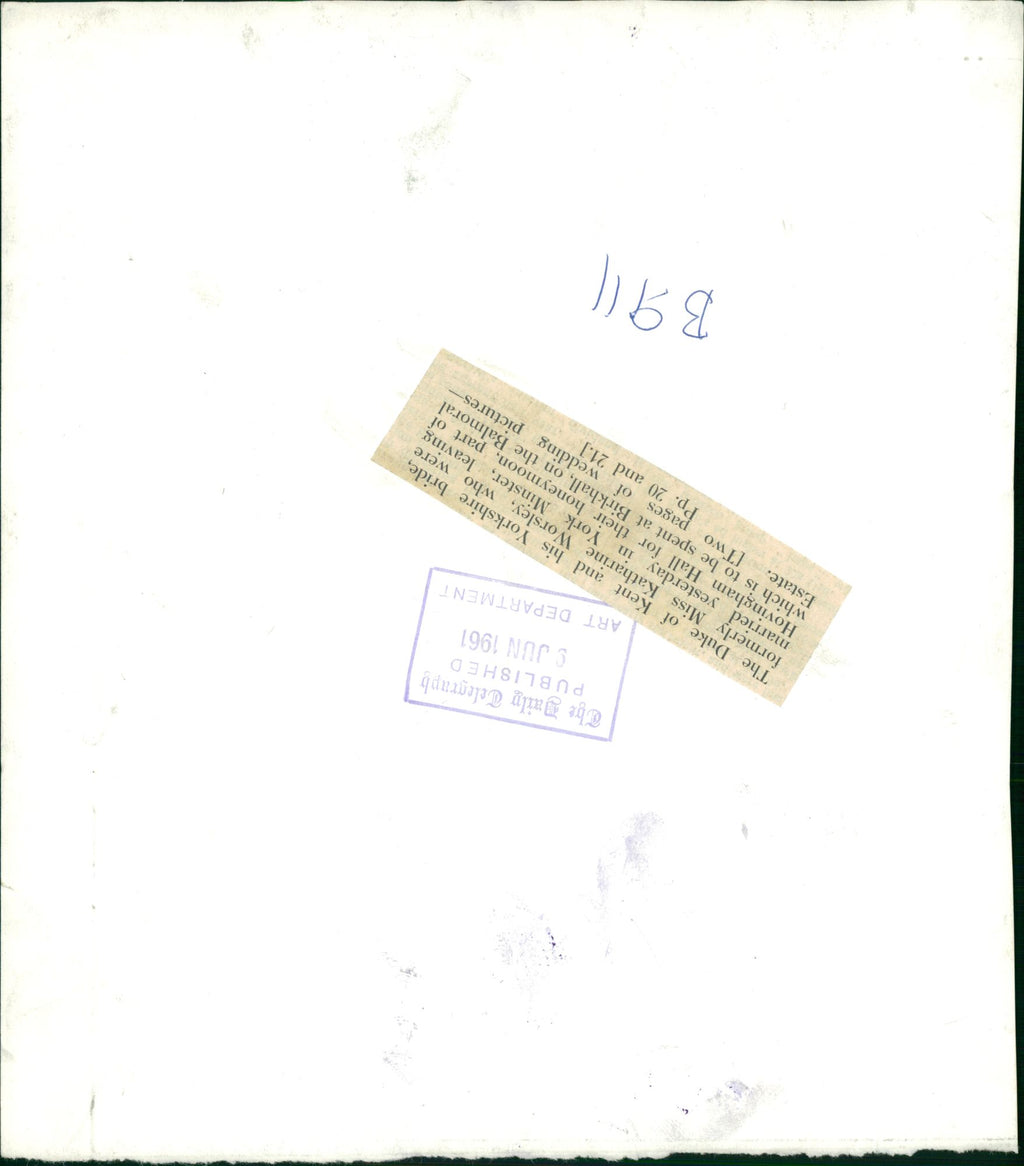 The Duke of Kent and his Yorkshire bride,
formerly Miss Katharine Worsley, who were
married yesterday in York Minster, leaving
Hovingham Hall for their honeymoon, part of
which is to be spent at Birkhall, on the Balmoral
Estate. [Two pages of wedding pictures—
Pp. 20 and 21.]
The Daily Telegraph
PUBLISHED
9 JUN 1961
ART DEPARTMENT
B911